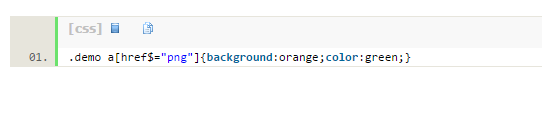 [css]
01. .demo a[href$="png"]{background:orange;color:green;}